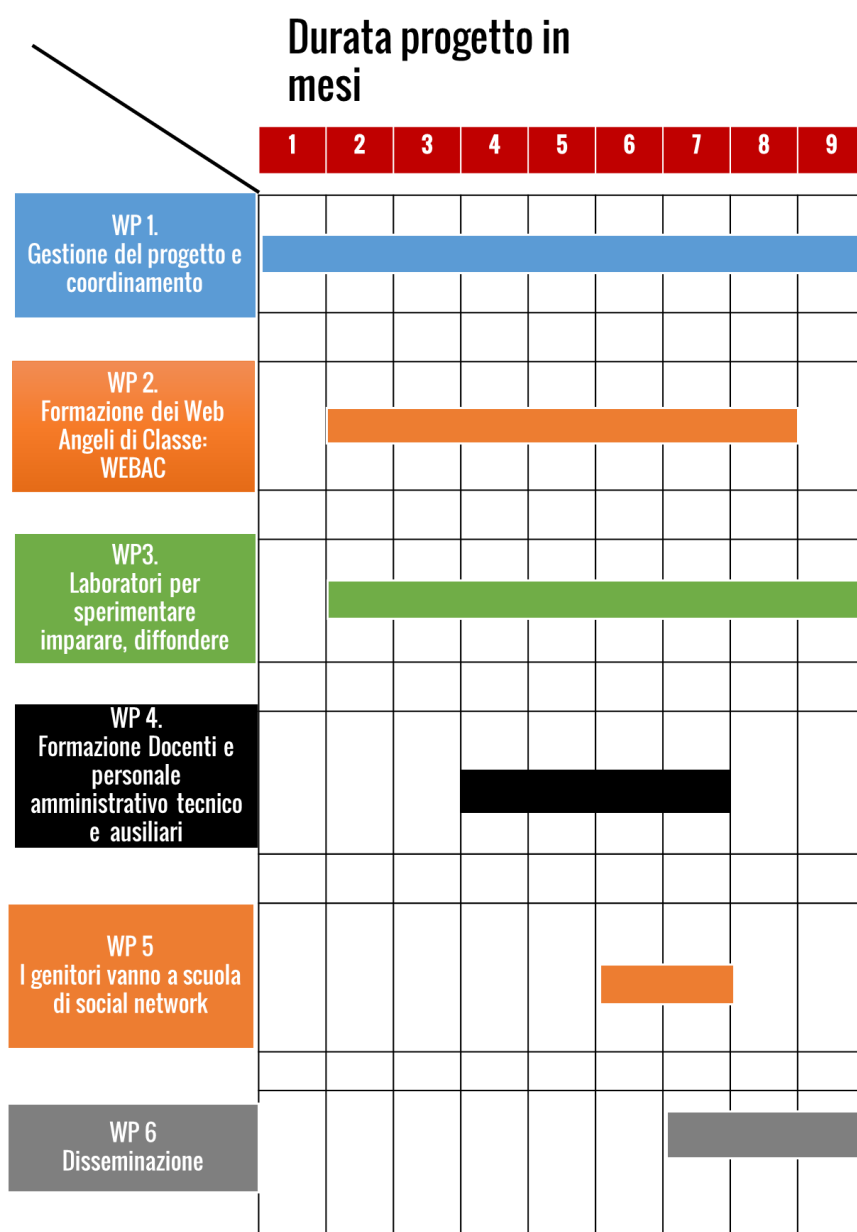 Durata progetto in
mesi
1 2 3 4 5 6 7 8 9
WP 1.
Gestione del progetto e
coordinamento
WP 2.
Formazione dei Web
Angeli di Classe:
WEBAC
WP3.
Laboratori per
sperimentare
imparare, diffondere
WP 4.
Formazione Docenti e
personale
amministrativo tecnico
e ausiliari
WP 5
I genitori vanno a scuola
di social network
WP 6
Disseminazione